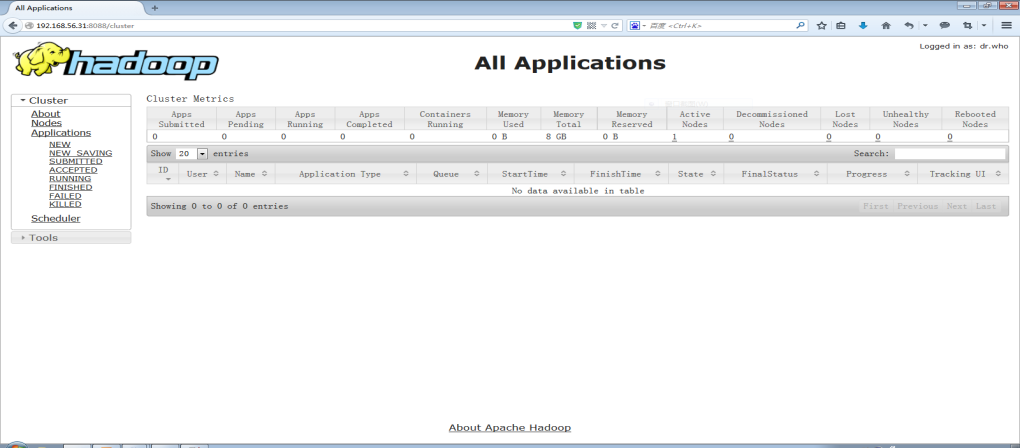 All Applications
192.168.56.31:8088/cluster
百度 <Ctrl+K>
Logged in as: dr.who
hadoop
All Applications
Cluster
About
Nodes
Applications
NEW
NEW_SAVING
SUBMITTED
ACCEPTED
RUNNING
FINISHED
FAILED
KILLED
Scheduler
Tools
Cluster Metrics
Apps Submitted Apps Pending Apps Running Apps Completed Containers Running Memory Used Memory Total Memory Reserved Active Nodes Decommissioned Nodes Lost Nodes Unhealthy Nodes Rebooted Nodes
0 0 0 0 0 0 B 8 GB 0 B 1 0 0 0 0
Show 20 entries Search:
ID User Name Application Type Queue StartTime FinishTime State FinalStatus Progress Tracking UI
No data available in table
Showing 0 to 0 of 0 entries First Previous Next Last
About Apache Hadoop